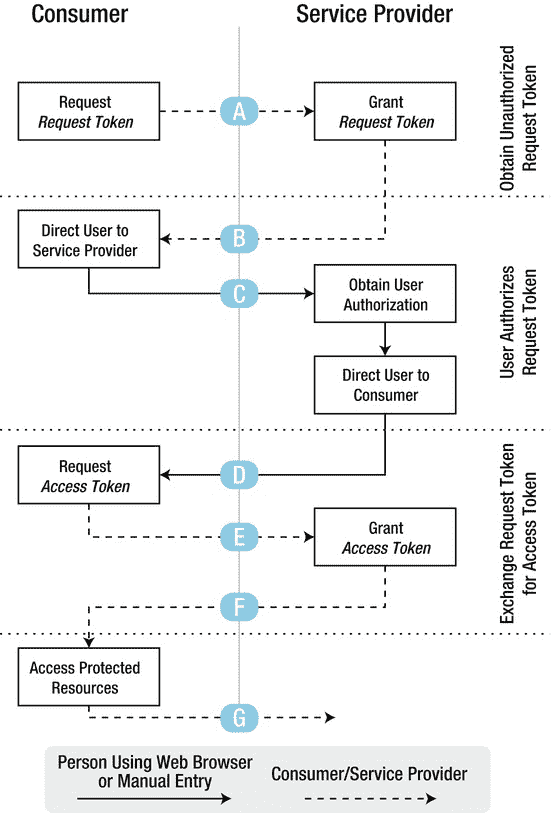 Consumer
Service Provider
Request
Request Token
A
Grant
Request Token
Obtain Unauthorized
Request Token
Direct User to
Service Provider
B
C
Obtain User
Authorization
Direct User to
Consumer
User Authorizes
Request Token
Request
Access Token
D
E
Grant
Access Token
F
Exchange Request Token
for Access Token
Access Protected
Resources
G
Person Using Web Browser
or Manual Entry
Consumer/Service Provider